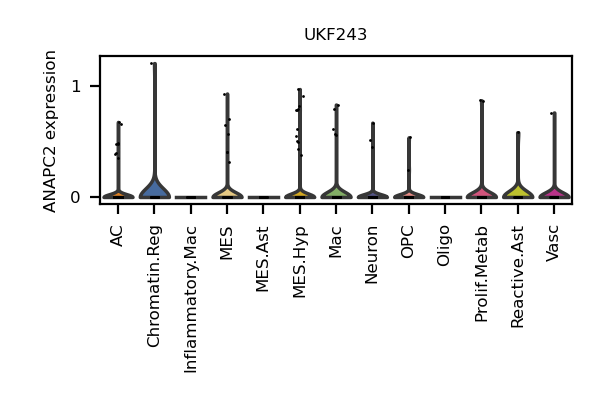 UKF243
ANAPC2 expression
1
0
AC
Chromatin.Reg
Inflammatory.Mac
MES
MES.Ast
MES.Hyp
Mac
Neuron
OPC
Oligo
Prolif.Metab
Reactive.Ast
Vasc